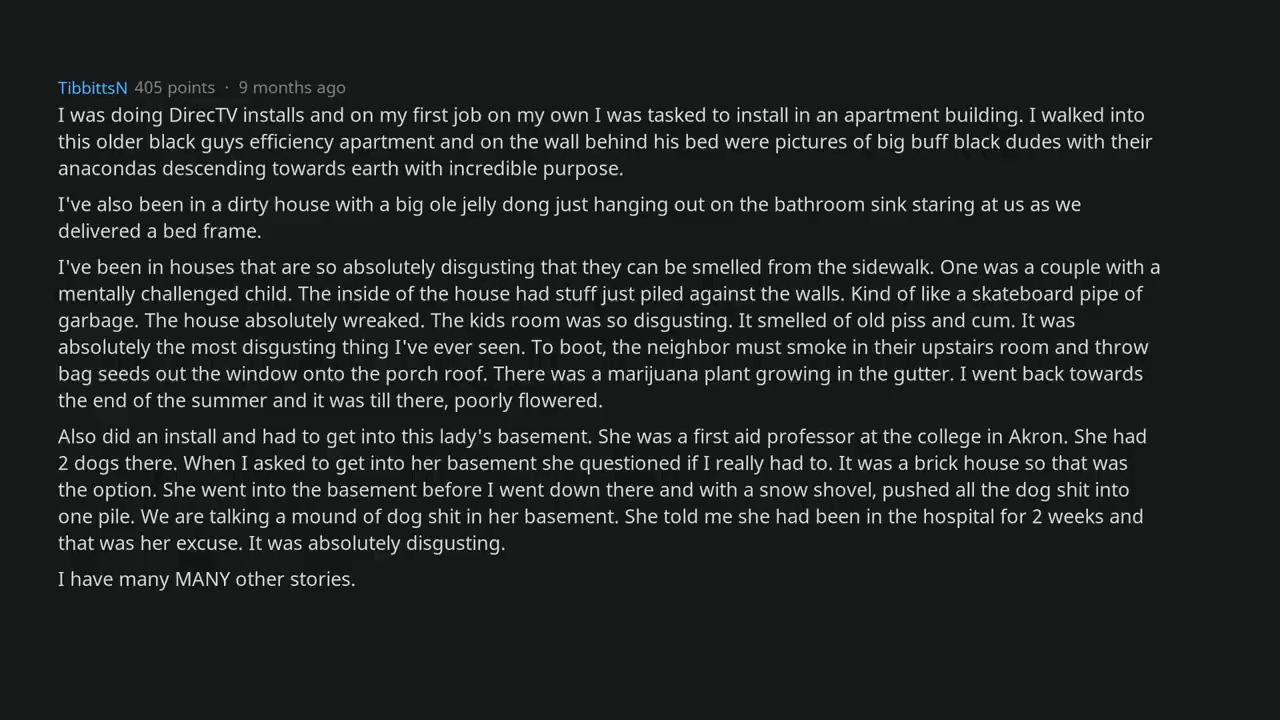 TibbittsN 405 points · 9 months ago
I was doing DirecTV installs and on my first job on my own I was tasked to install in an apartment building. I walked into
this older black guys efficiency apartment and on the wall behind his bed were pictures of big buff black dudes with their
anacondas descending towards earth with incredible purpose.
I've also been in a dirty house with a big ole jelly dong just hanging out on the bathroom sink staring at us as we
delivered a bed frame.
I've been in houses that are so absolutely disgusting that they can be smelled from the sidewalk. One was a couple with a
mentally challenged child. The inside of the house had stuff just piled against the walls. Kind of like a skateboard pipe of
garbage. The house absolutely wreaked. The kids room was so disgusting. It smelled of old piss and cum. It was
absolutely the most disgusting thing I've ever seen. To boot, the neighbor must smoke in their upstairs room and throw
bag seeds out the window onto the porch roof. There was a marijuana plant growing in the gutter. I went back towards
the end of the summer and it was till there, poorly flowered.
Also did an install and had to get into this lady's basement. She was a first aid professor at the college in Akron. She had
2 dogs there. When I asked to get into her basement she questioned if I really had to. It was a brick house so that was
the option. She went into the basement before I went down there and with a snow shovel, pushed all the dog shit into
one pile. We are talking a mound of dog shit in her basement. She told me she had been in the hospital for 2 weeks and
that was her excuse. It was absolutely disgusting.
I have many MANY other stories.